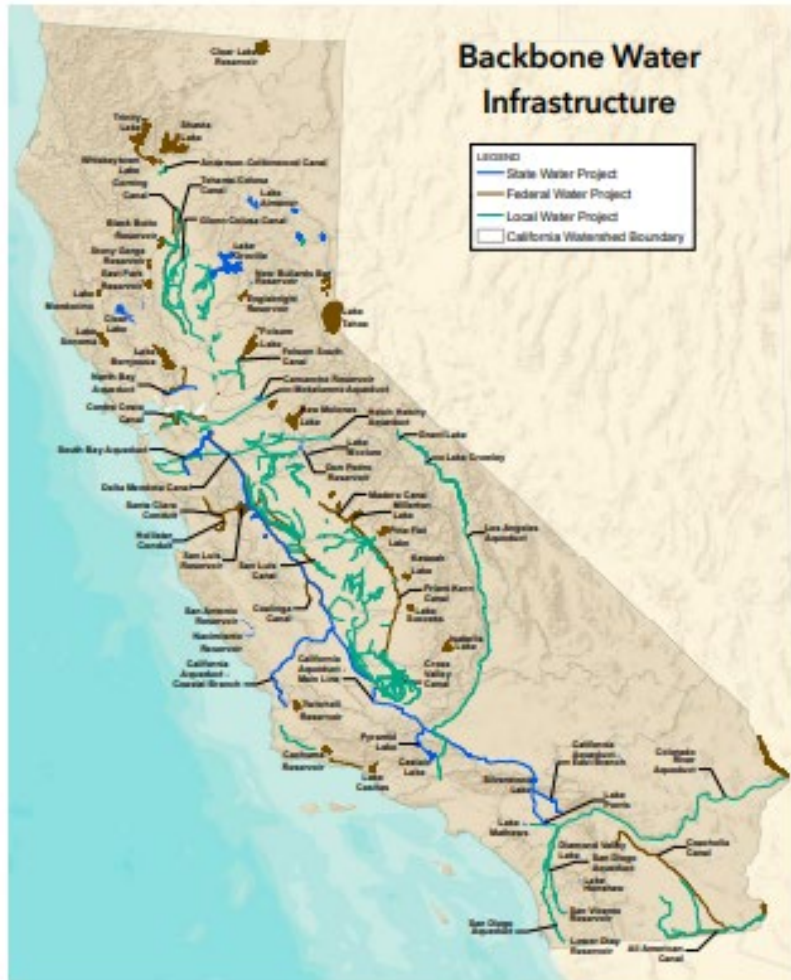 Backbone Water
Infrastructure
LEGEND
State Water Project
Federal Water Project
Local Water Project
California Watershed Boundary
Clear Lake
Reservoir
Trinity
Lake
Shasta
Lake
Whiskeytown
Lake
Anderson-Cottonwood Canal
Corning
Canal
Tehama Colusa
Canal
Lake
Almanor
Glenn Colusa Canal
Black Butte
Reservoir
Stony Gorge
Reservoir
East Park
Reservoir
Lake
Oroville
New Bullards Bar
Reservoir
Englebright
Reservoir
Lake
Mendocino
Clear
Lake
Lake
Sonoma
Lake
Tahoe
Folsom
Lake
Folsom South
Canal
Lake
Berryessa
North Bay
Aqueduct
Camanche Reservoir
Mokelumne Aqueduct
Contra Costa
Canal
New Melones
Lake
Hetch Hetchy
Aqueduct
South Bay Aqueduct
Lake
McClure
Don Pedro
Reservoir
Grant Lake
Lake Crowley
Delta Mendota Canal
Santa Clara
Conduit
Hollister
Conduit
Madera Canal
Millerton
Lake
Pine Flat
Lake
Los Angeles
Aqueduct
San Luis
Reservoir
San Luis
Canal
Kaweah
Lake
Friant-Kern
Canal
Lake
Success
Coalinga
Canal
San Antonio
Reservoir
Nacimiento
Reservoir
Isabella
Lake
California
Aqueduct -
Coastal Branch
California
Aqueduct -
Main Line
Cross
Valley
Canal
Twitchell
Reservoir
Pyramid
Lake
Castaic
Lake
Cachuma
Reservoir
Lake
Casitas
California
Aqueduct -
East Branch
Colorado
River
Aqueduct
Silverwood
Lake
Lake
Perris
Lake
Mathews
Diamond Valley
Lake
San Diego
Aqueduct
Lake
Henshaw
Coachella
Canal
San Vicente
Reservoir
San Diego
Aqueduct
Lower Otay
Reservoir
All American
Canal